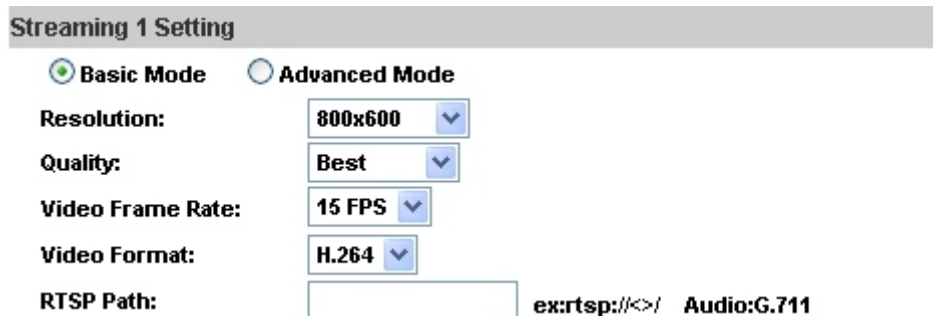 Streaming 1 Setting
Basic Mode Advanced Mode
Resolution: 800x600
Quality: Best
Video Frame Rate: 15 FPS
Video Format: H.264
RTSP Path: ex:rtsp://<>/ Audio:G.711